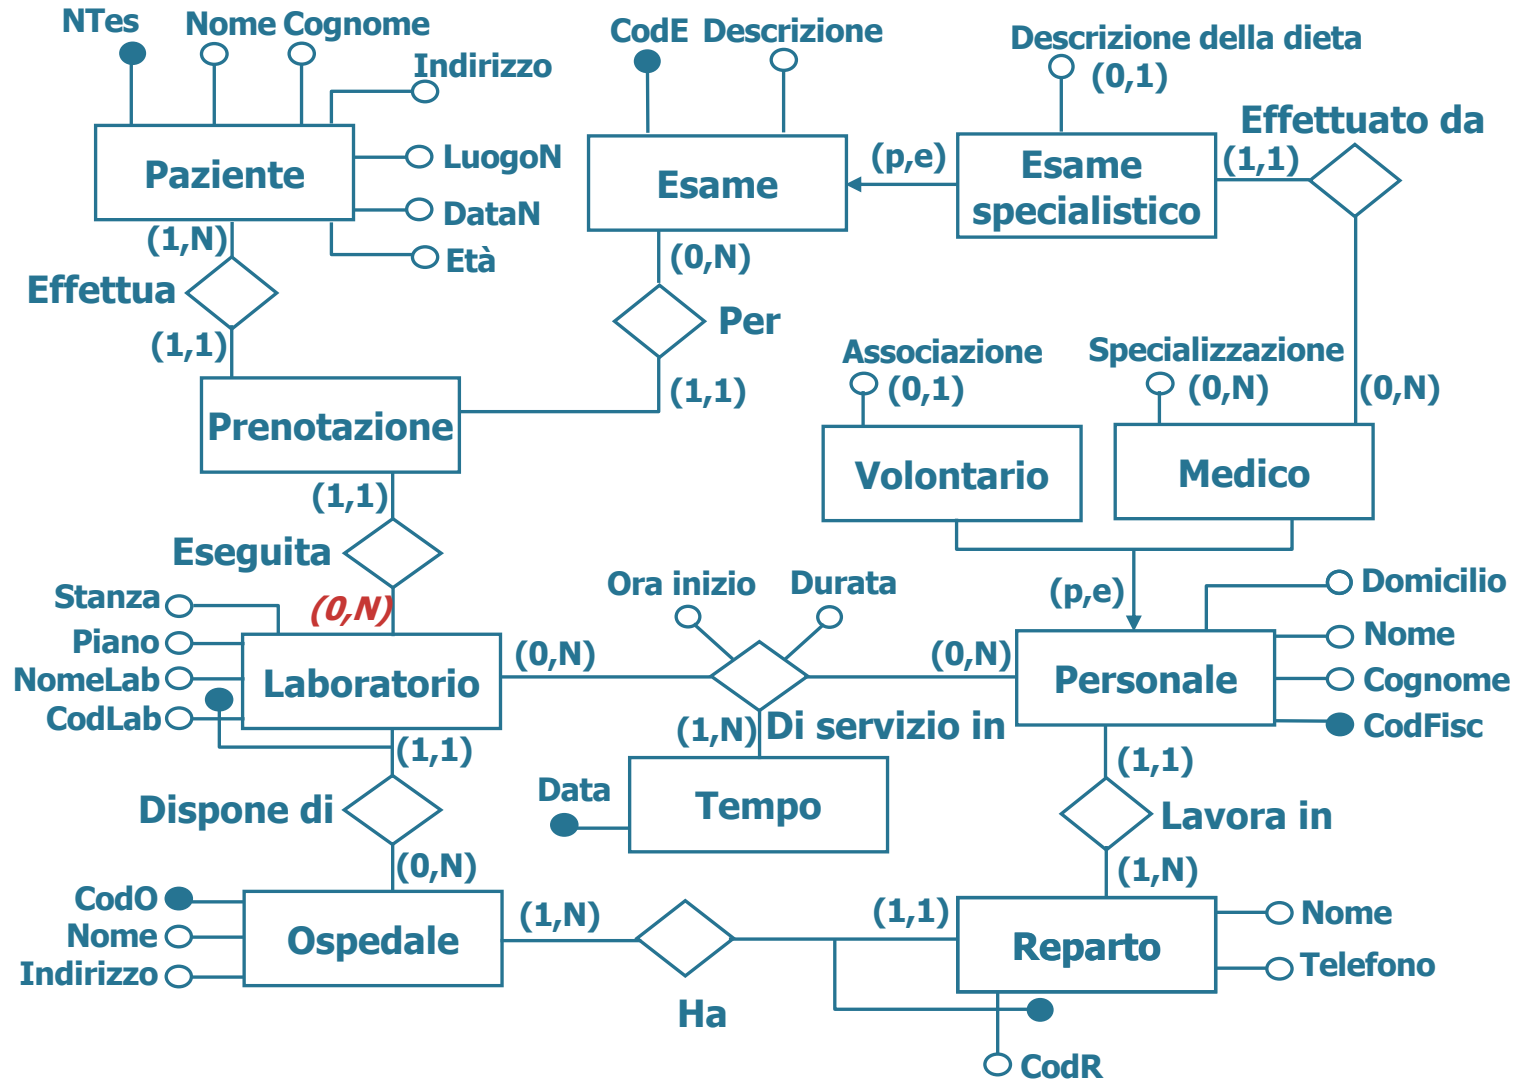 NTes
Nome Cognome
CodE Descrizione
Descrizione della dieta
(0,1)
Indirizzo
Effettuato da
Paziente
LuogoN
Esame
(p,e)
Esame
specialistico
(1,1)
DataN
(1,N)
Età
(0,N)
Effettua
Per
(1,1)
Associazione
(0,1)
Specializzazione
(0,N)
(0,N)
(1,1)
Prenotazione
Volontario
Medico
(1,1)
Eseguita
Stanza
(0,N)
Ora inizio
Durata
(p,e)
Domicilio
Piano
Nome
NomeLab
Laboratorio
(0,N)
(0,N)
Personale
Cognome
CodLab
(1,1)
(1,N)
Di servizio in
CodFisc
(1,1)
Dispone di
Data
Tempo
Lavora in
(0,N)
(1,N)
CodO
Nome
Indirizzo
Ospedale
(1,N)
(1,1)
Reparto
Nome
Telefono
Ha
CodR